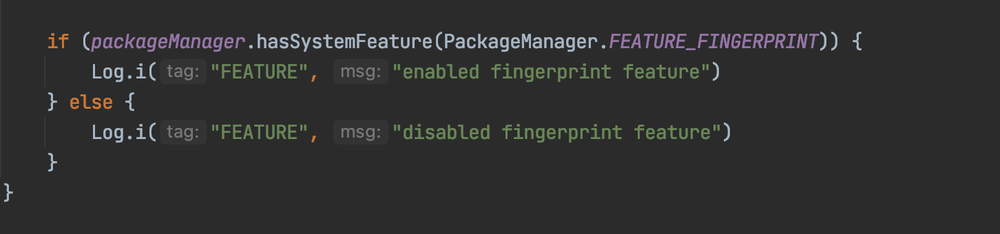 if (packageManager.hasSystemFeature(PackageManager.FEATURE_FINGERPRINT)) {
Log.i( tag: "FEATURE", msg: "enabled fingerprint feature")
} else {
Log.i( tag: "FEATURE", msg: "disabled fingerprint feature")
}
}